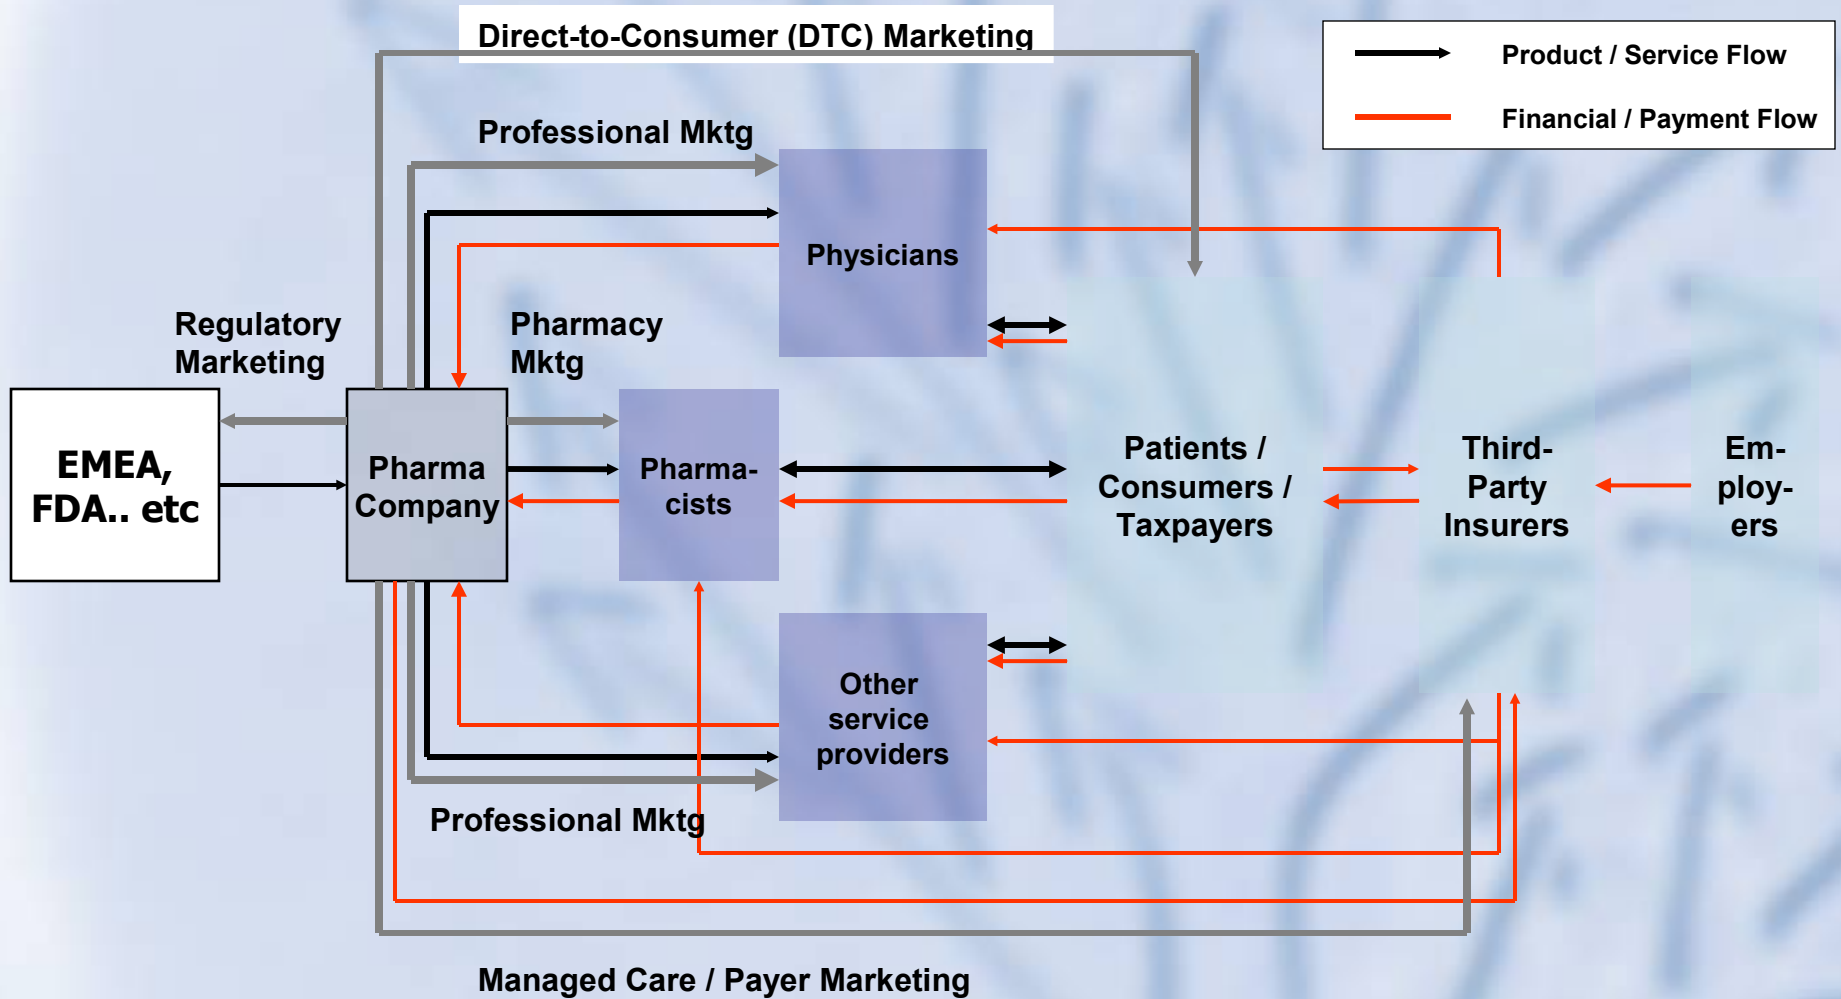 Direct-to-Consumer (DTC) Marketing
Product / Service Flow
Financial / Payment Flow
Professional Mktg
Physicians
Regulatory
Marketing
Pharmacy
Mktg
EMEA,
FDA.. etc
Pharma
Company
Pharma-
cists
Patients /
Consumers /
Taxpayers
Third-
Party
Insurers
Em-
ploy-
ers
Other
service
providers
Professional Mktg
Managed Care / Payer Marketing